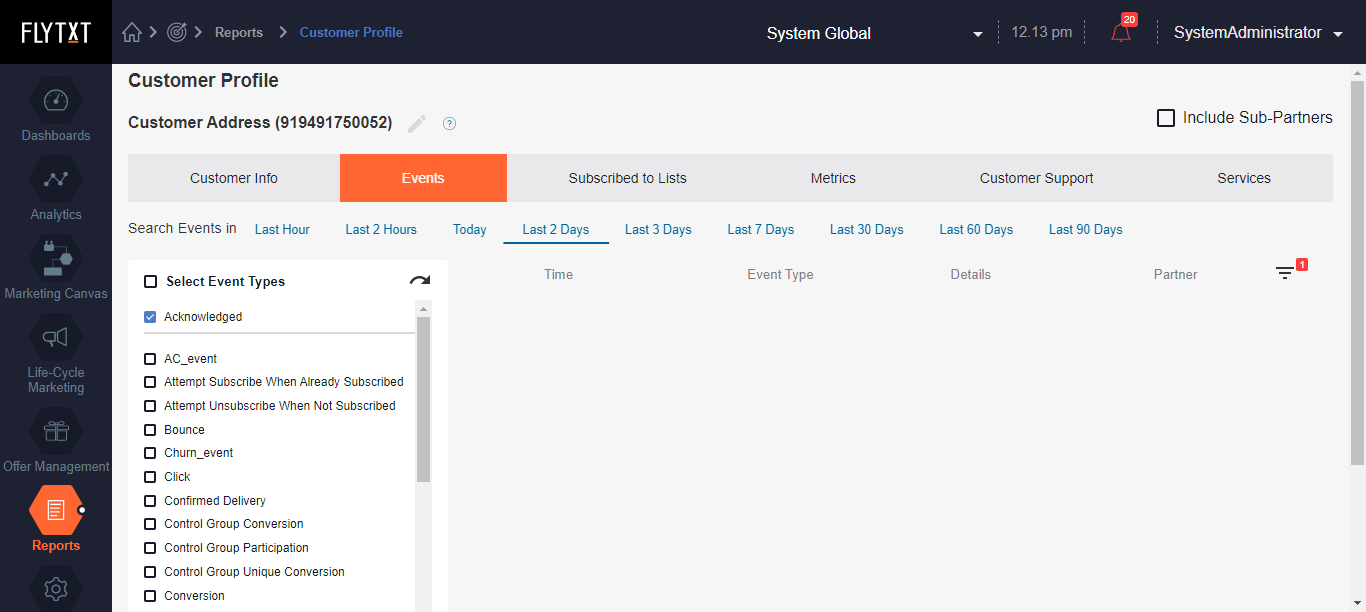 FLYTXT
Reports
Customer Profile
System Global
12.13 pm
20
SystemAdministrator
Customer Profile
Customer Address (919491750052)
?
Include Sub-Partners
Dashboards
Analytics
Marketing Canvas
Life-Cycle
Marketing
Offer Management
Reports
Customer Info
Events
Subscribed to Lists
Metrics
Customer Support
Services
Search Events in
Last Hour
Last 2 Hours
Today
Last 2 Days
Last 3 Days
Last 7 Days
Last 30 Days
Last 60 Days
Last 90 Days
Select Event Types
Acknowledged
AC_event
Attempt Subscribe When Already Subscribed
Attempt Unsubscribe When Not Subscribed
Bounce
Churn_event
Click
Confirmed Delivery
Control Group Conversion
Control Group Participation
Control Group Unique Conversion
Conversion
Time
Event Type
Details
Partner
1